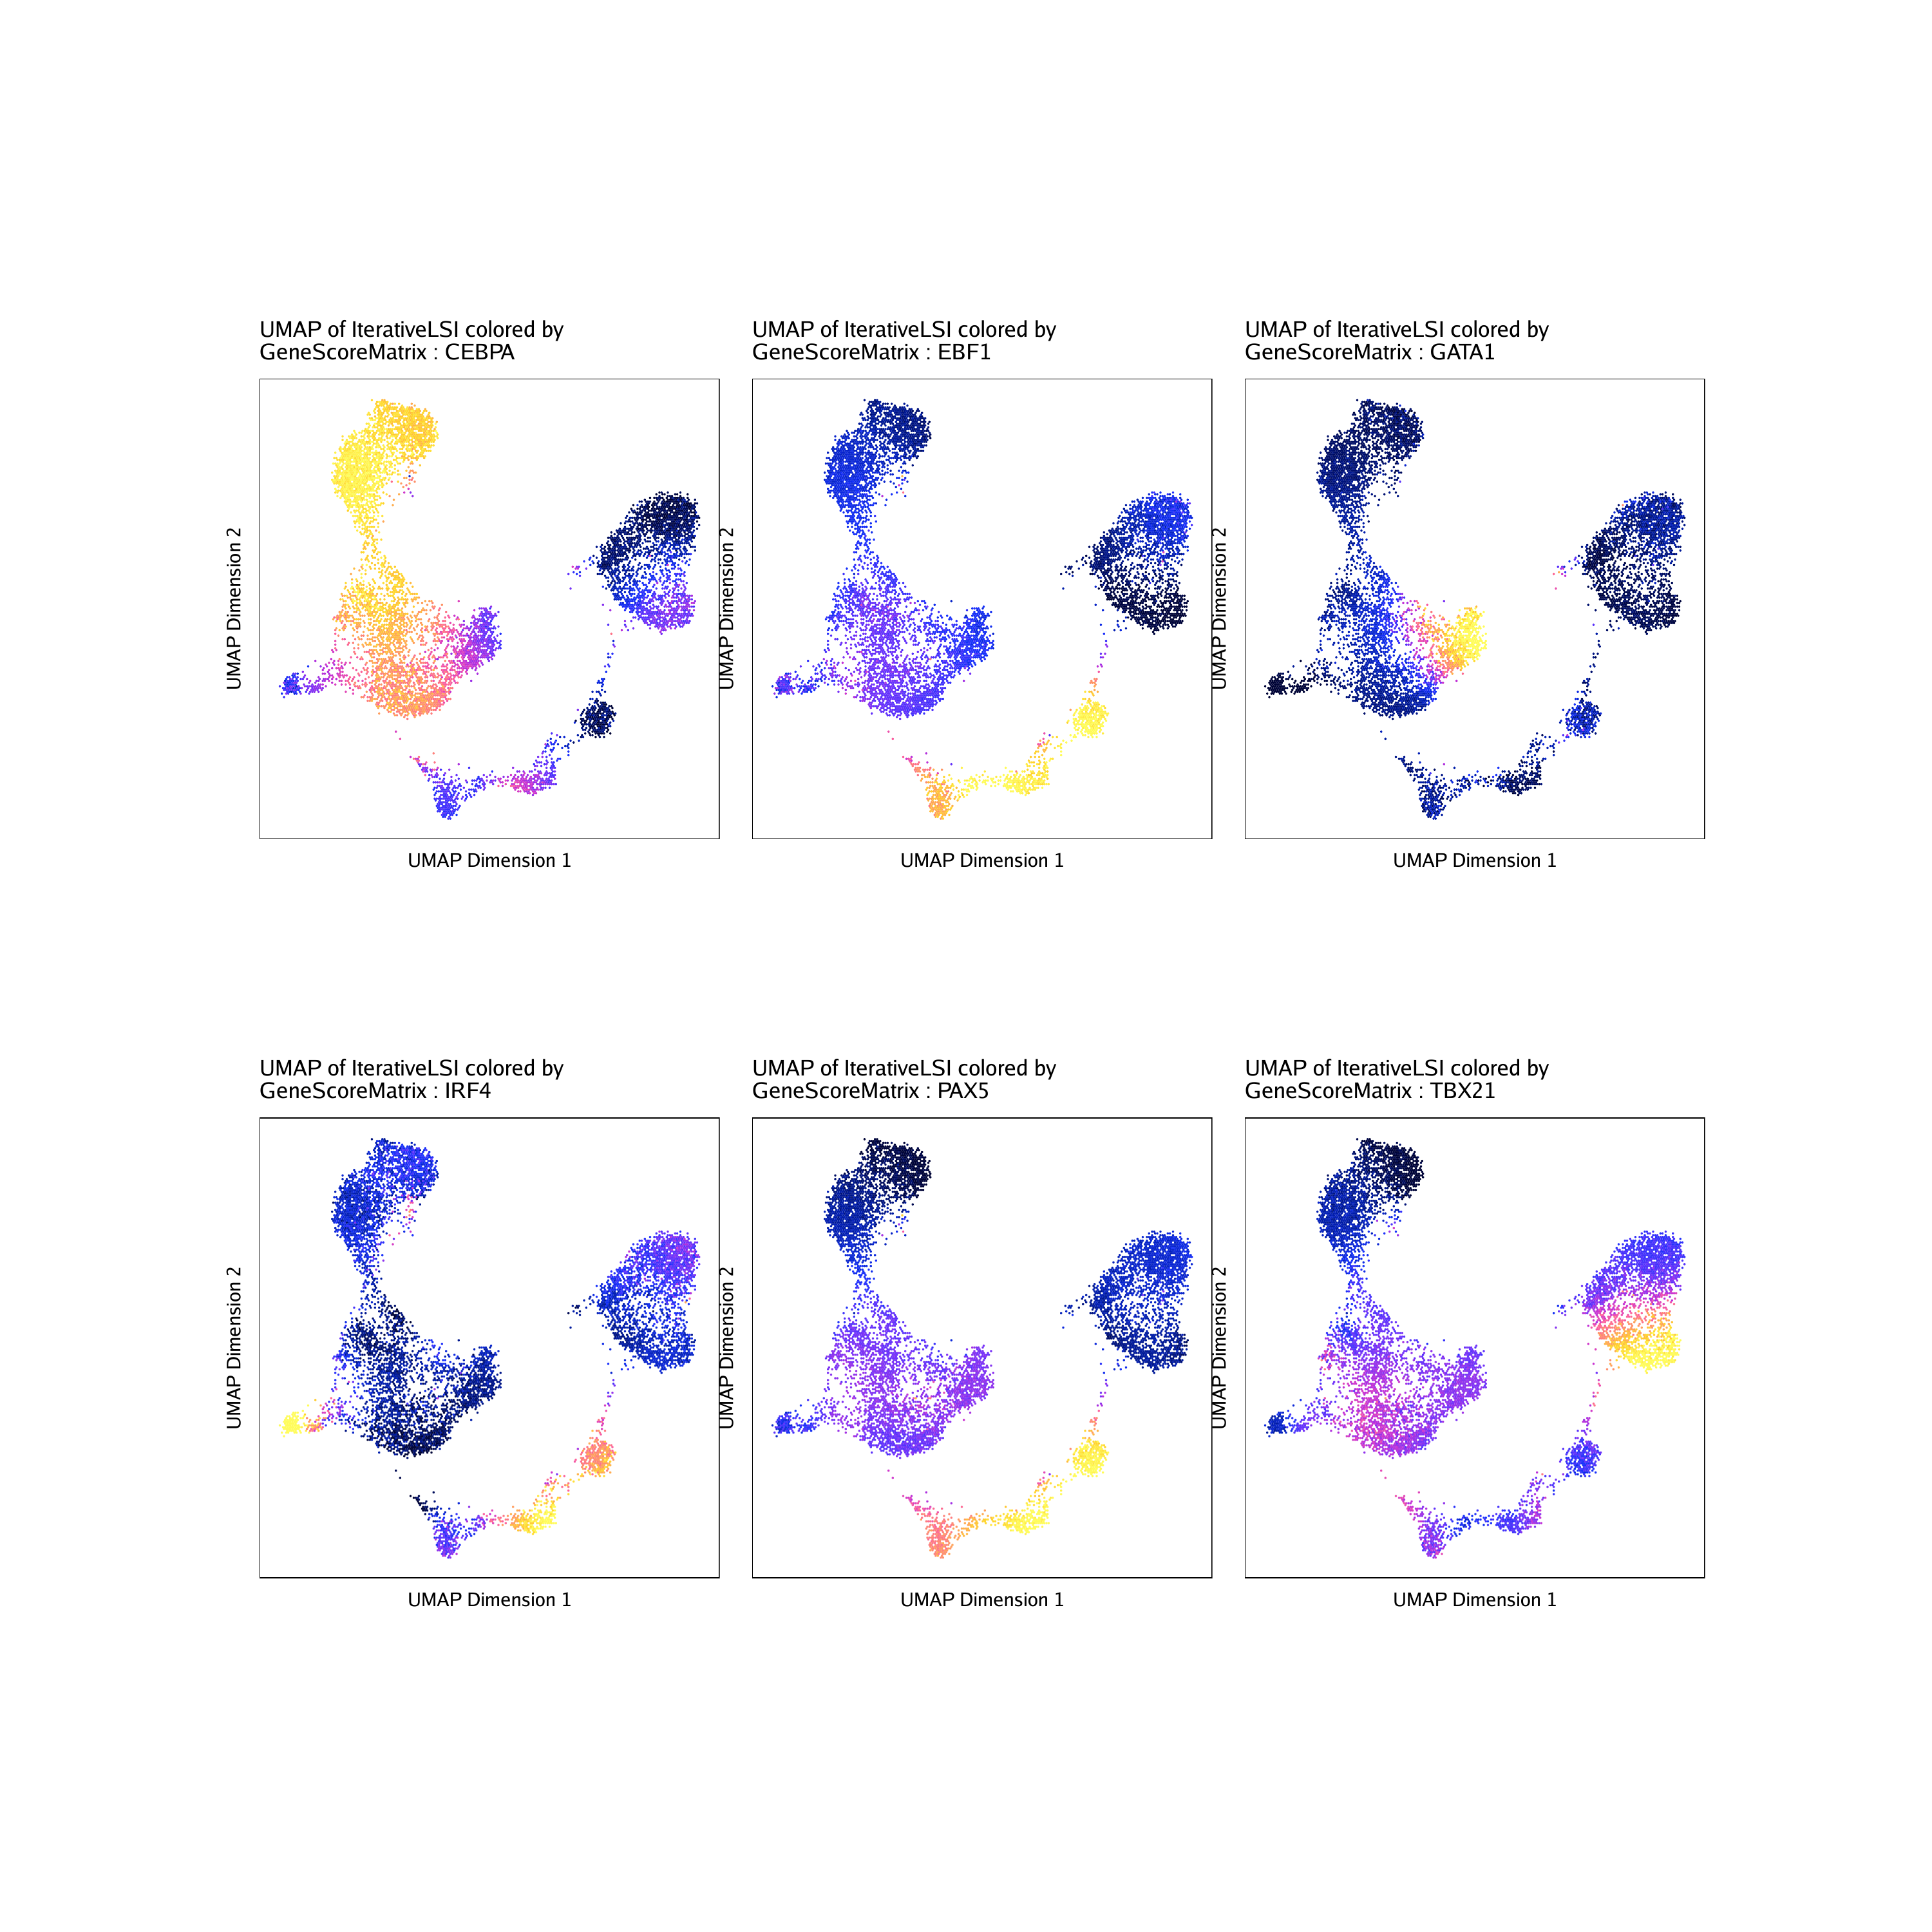 UMAP of IterativeLSI colored by
GeneScoreMatrix : CEBPA
UMAP Dimension 2
UMAP Dimension 1
UMAP of IterativeLSI colored by
GeneScoreMatrix : EBF1
UMAP Dimension 2
UMAP Dimension 1
UMAP of IterativeLSI colored by
GeneScoreMatrix : GATA1
UMAP Dimension 2
UMAP Dimension 1
UMAP of IterativeLSI colored by
GeneScoreMatrix : IRF4
UMAP Dimension 2
UMAP Dimension 1
UMAP of IterativeLSI colored by
GeneScoreMatrix : PAX5
UMAP Dimension 2
UMAP Dimension 1
UMAP of IterativeLSI colored by
GeneScoreMatrix : TBX21
UMAP Dimension 2
UMAP Dimension 1